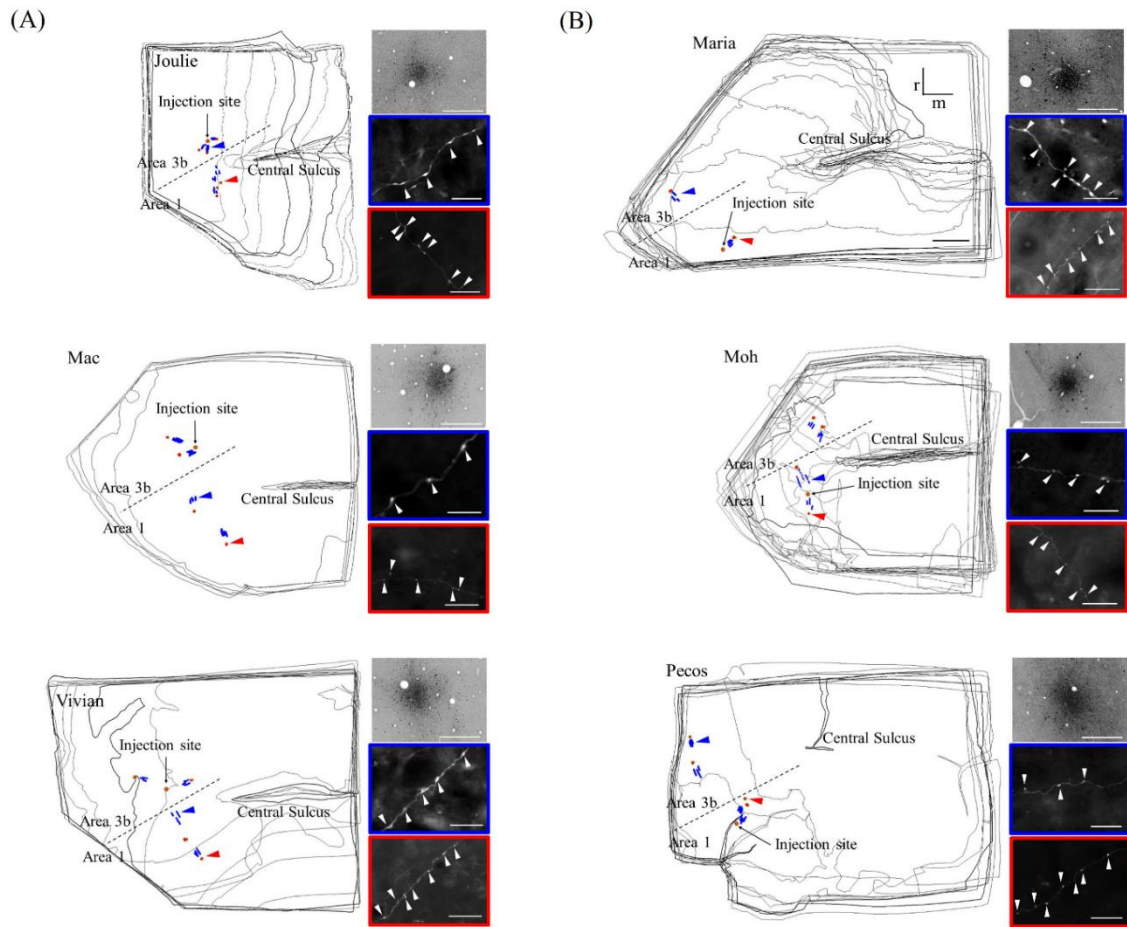 (A)
(B)
Joulie
Injection site
Area 3b
Area 1
Central Sulcus
Maria
r
m
Central Sulcus
Area 3b
Injection site
Area 1
Mac
Injection site
Area 3b
Area 1
Central Sulcus
Moh
Central Sulcus
Area 3b
Area 1
Injection site
Vivian
Injection site
Area 3b
Area 1
Central Sulcus
Pecos
Central Sulcus
Area 3b
Area 1
Injection site